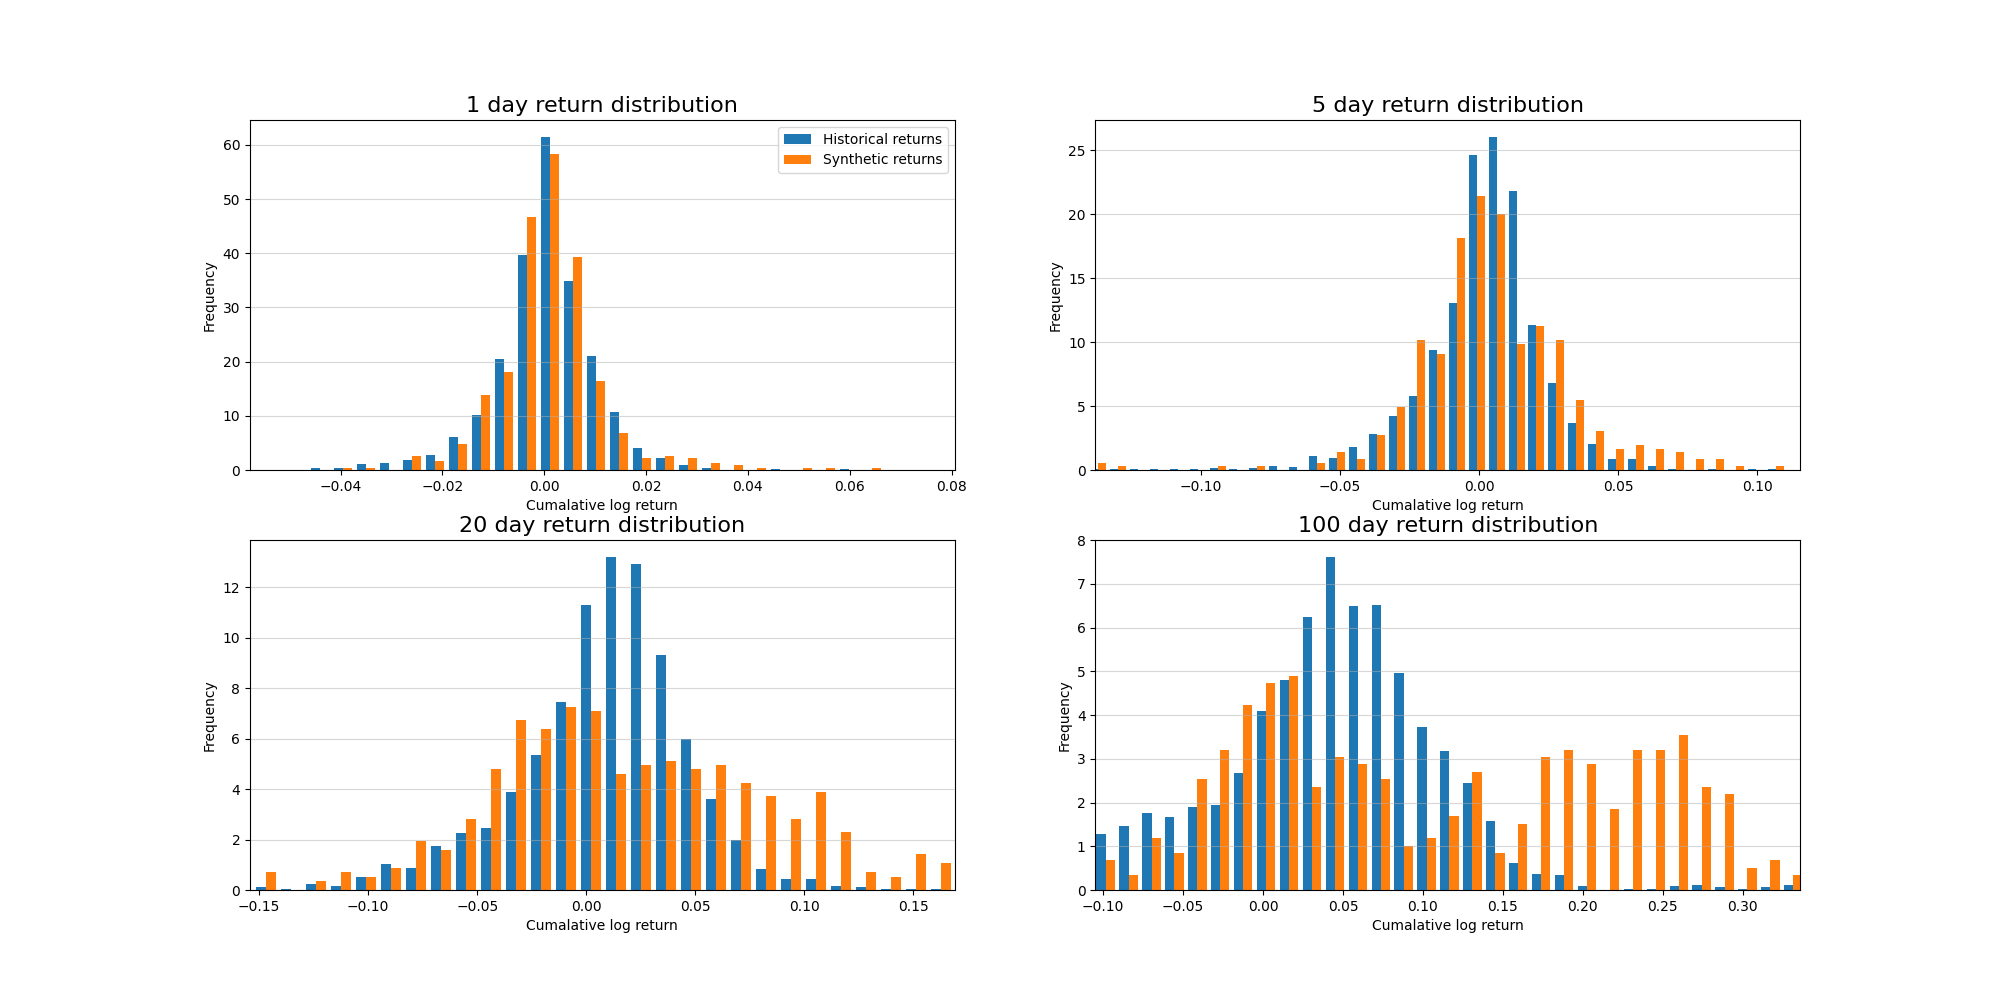 1 day return distribution
Historical returns
Synthetic returns
60
50
40
30
20
10
0
Frequency
−0.04 −0.02 0.00 0.02 0.04 0.06 0.08
Cumalative log return
5 day return distribution
25
20
15
10
5
0
Frequency
−0.10 −0.05 0.00 0.05 0.10
Cumalative log return
20 day return distribution
12
10
8
6
4
2
0
Frequency
−0.15 −0.10 −0.05 0.00 0.05 0.10 0.15
Cumalative log return
100 day return distribution
8
7
6
5
4
3
2
1
0
Frequency
−0.10 −0.05 0.00 0.05 0.10 0.15 0.20 0.25 0.30
Cumalative log return